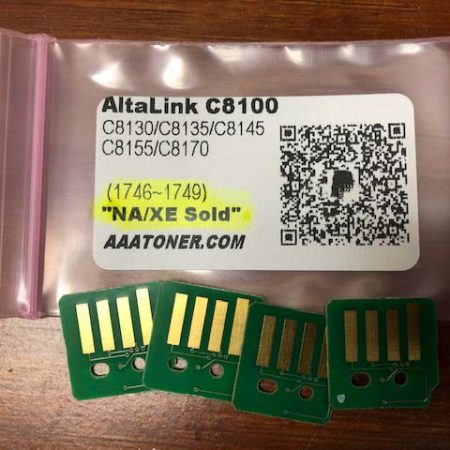 AltaLink C8100
C8130/C8135/C8145
C8155/C8170
(1746~1749)
"NA/XE Sold"
AAATONER.COM